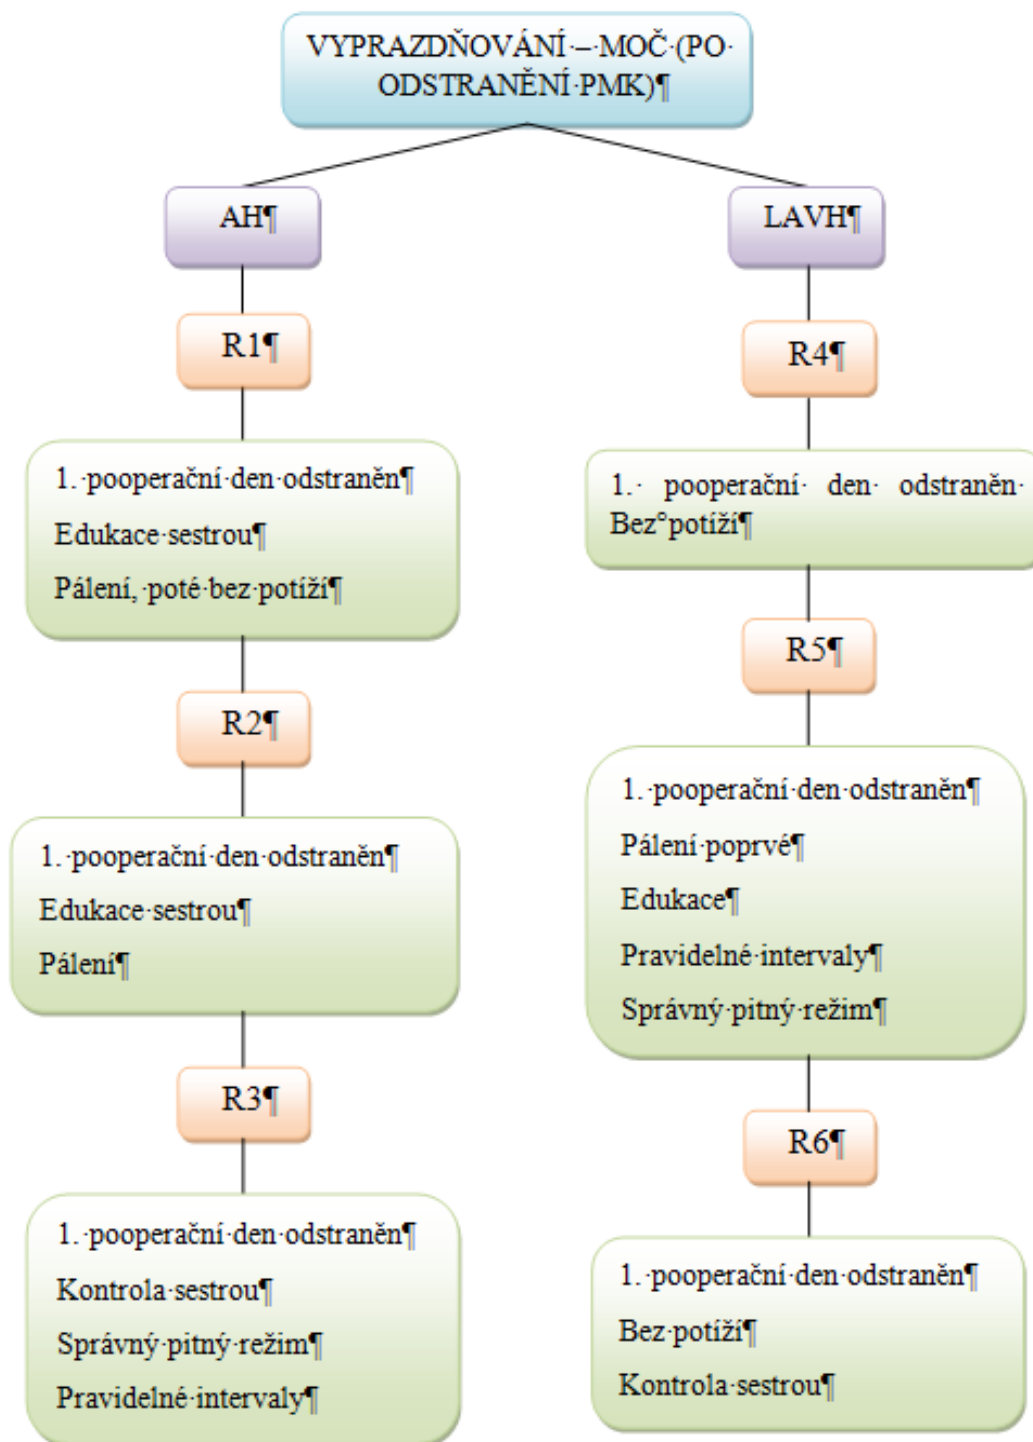 VYPRAZDŇOVÁNÍ·–·MOČ·(PO·
ODSTRANĚNÍ·PMK)¶
AH¶
R1¶
1.·pooperační·den·odstraněn¶
Edukace·sestrou¶
Pálení,·poté·bez·potíží¶
R2¶
1.·pooperační·den·odstraněn¶
Edukace·sestrou¶
Pálení¶
R3¶
1.·pooperační·den·odstraněn¶
Kontrola·sestrou¶
Správný·pitný·režim¶
Pravidelné·intervaly¶
LAVH¶
R4¶
1.· pooperační· den· odstraněn·
Bez°potíží¶
R5¶
1.·pooperační·den·odstraněn¶
Pálení·poprvé¶
Edukace¶
Pravidelné·intervaly¶
Správný·pitný·režim¶
R6¶
1.·pooperační·den·odstraněn¶
Bez·potíží¶
Kontrola·sestrou¶